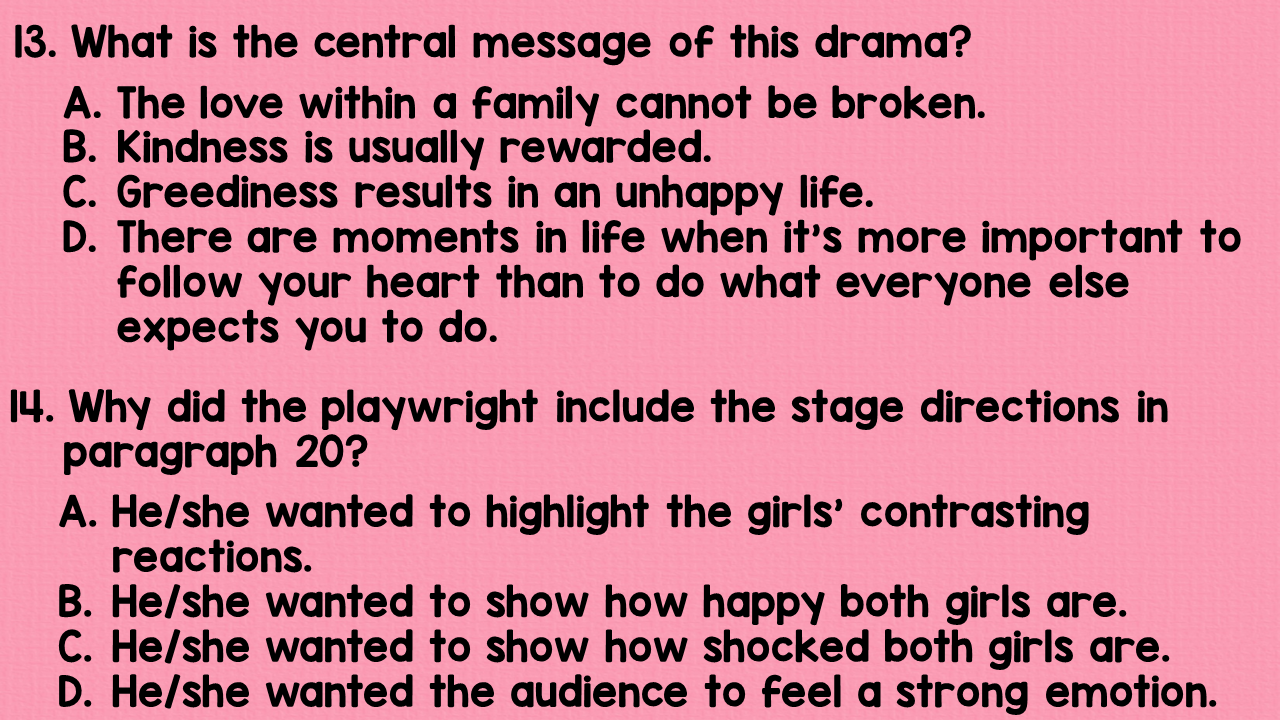 13. What is the central message of this drama?
A. The love within a family cannot be broken.
B. Kindness is usually rewarded.
C. Greediness results in an unhappy life.
D. There are moments in life when it's more important to
follow your heart than to do what everyone else
expects you to do.
14. Why did the playwright include the stage directions in
paragraph 20?
A. He/she wanted to highlight the girls' contrasting
reactions.
B. He/she wanted to show how happy both girls are.
C. He/she wanted to show how shocked both girls are.
D. He/she wanted the audience to feel a strong emotion.